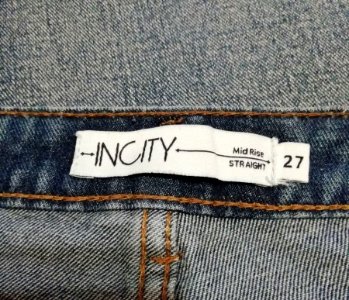 INCITY
Mid Rise
STRAIGHT
27